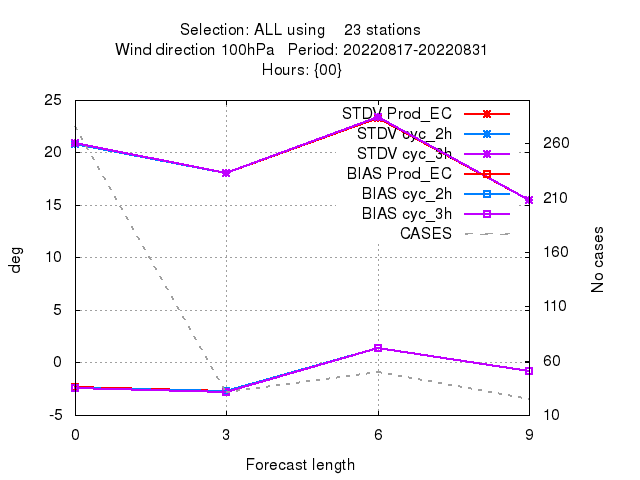 Selection: ALL using    23 stations
Wind direction 100hPa   Period: 20220817-20220831
Hours: {00}
25
20
15
10
5
0
-5
deg
260
210
160
110
60
10
No cases
STDV Prod_EC
STDV cyc_2h
STDV cyc_3h
BIAS Prod_EC
BIAS cyc_2h
BIAS cyc_3h
CASES
0 3 6 9
Forecast length